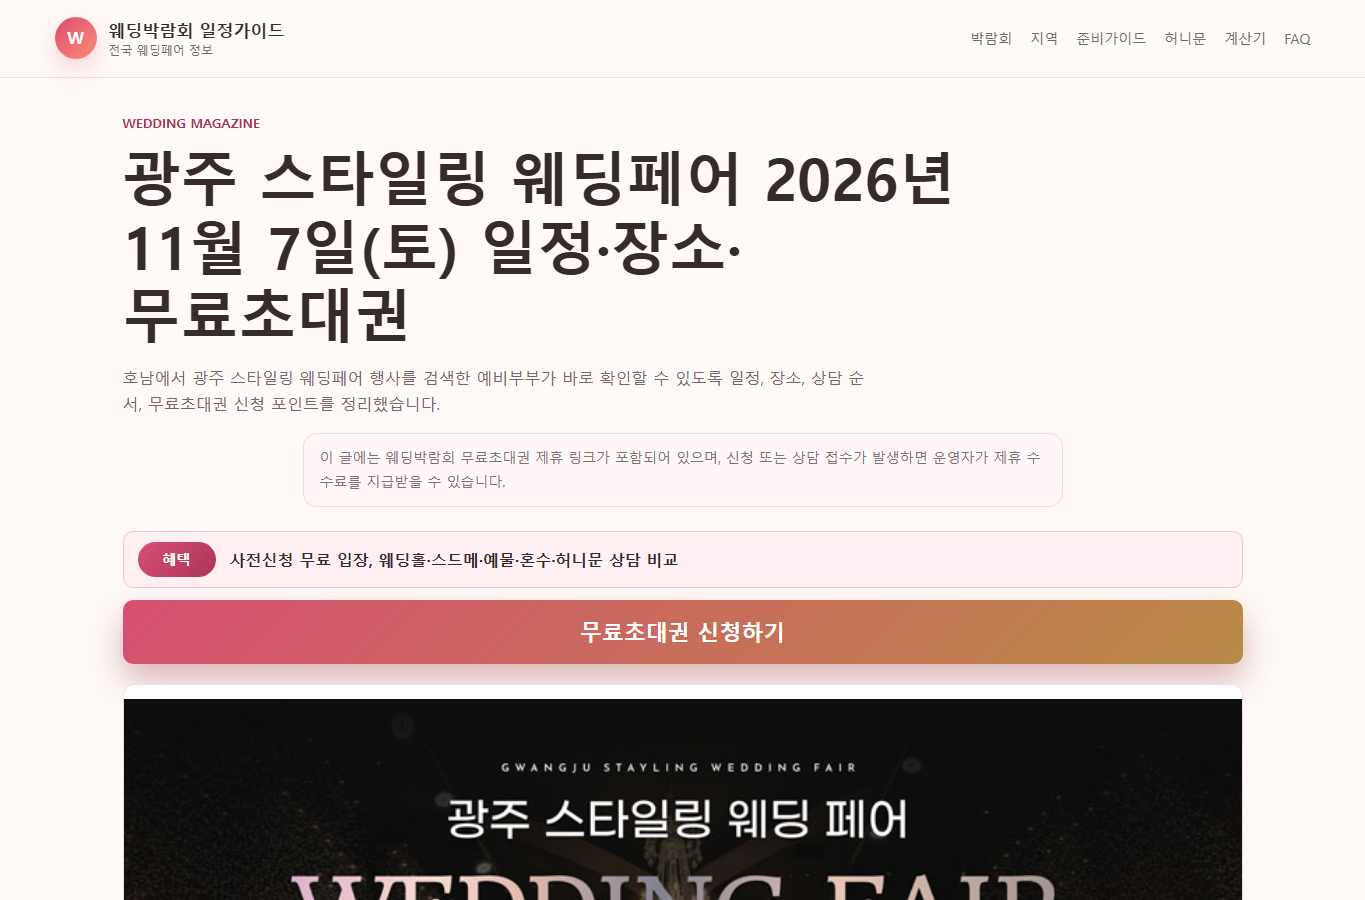 W
웨딩박람회 일정가이드
전국 웨딩페어 정보
박람회 지역 준비가이드 허니문 계산기 FAQ
WEDDING MAGAZINE
광주 스타일링 웨딩페어 2026년
11월 7일(토) 일정·장소·
무료초대권
호남에서 광주 스타일링 웨딩페어 행사를 검색한 예비부부가 바로 확인할 수 있도록 일정, 장소, 상담 순
서, 무료초대권 신청 포인트를 정리했습니다.
이 글에는 웨딩박람회 무료초대권 제휴 링크가 포함되어 있으며, 신청 또는 상담 접수가 발생하면 운영자가 제휴 수
수료를 지급받을 수 있습니다.
혜택 사전신청 무료 입장, 웨딩홀·스드메·예물·혼수·허니문 상담 비교
무료초대권 신청하기
GWANGJU STAYLING WEDDING FAIR
광주 스타일링 웨딩 페어
WEDDING FAIR